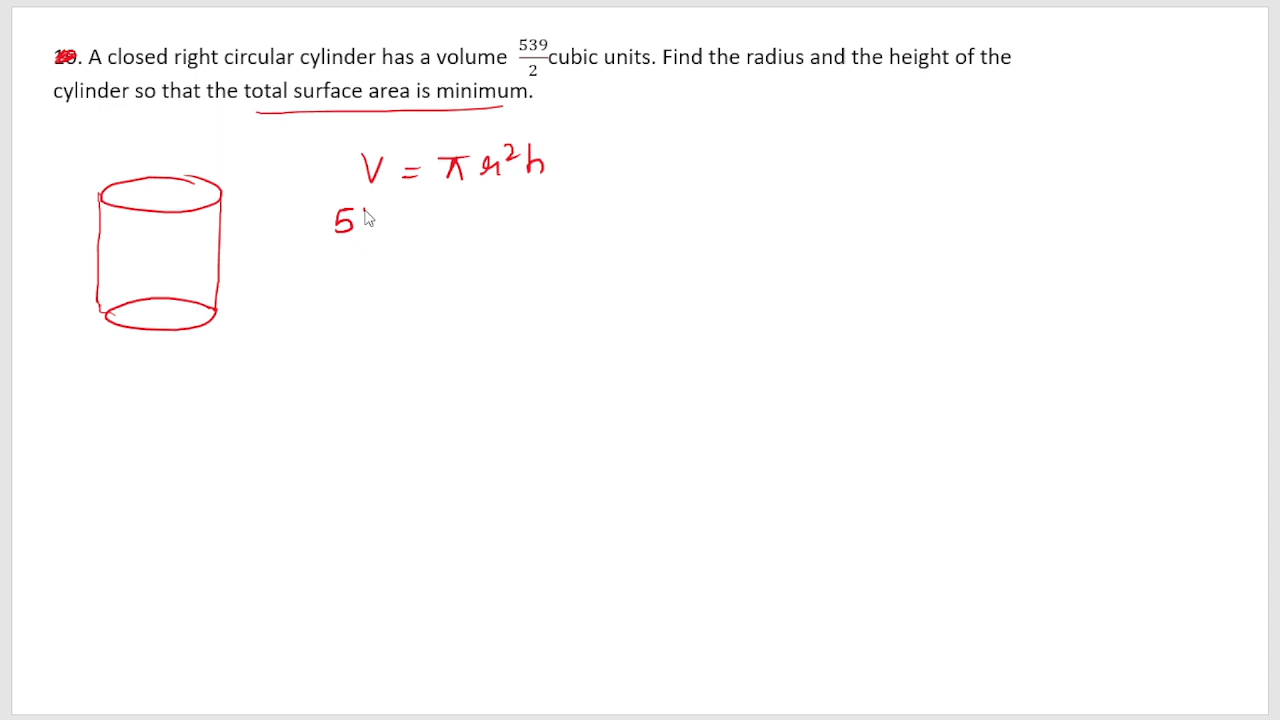 . A closed right circular cylinder has a volume 539/2 cubic units. Find the radius and the height of the
cylinder so that the total surface area is minimum.
V = π r²h
5